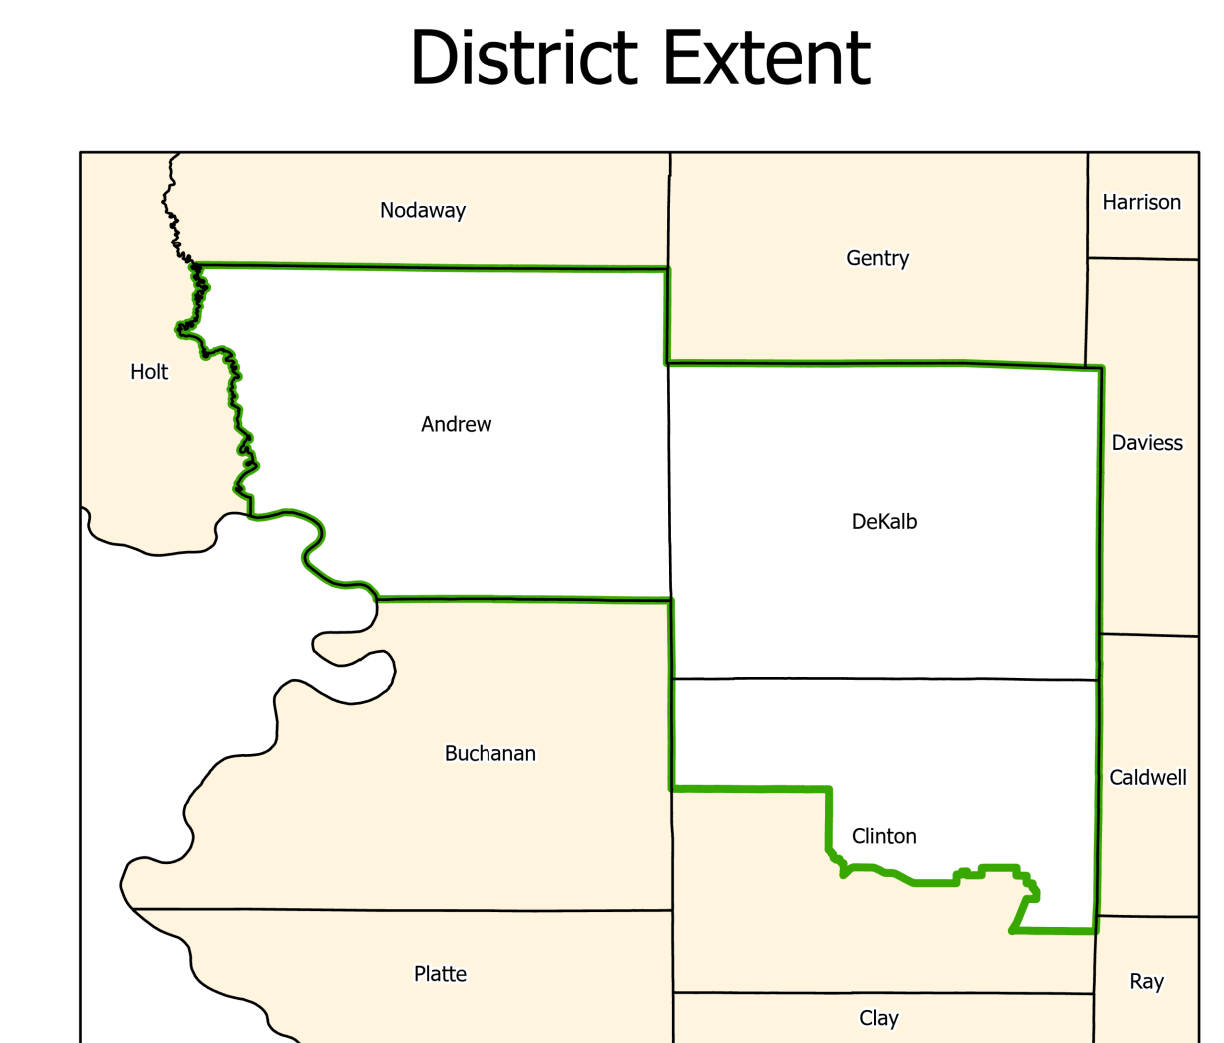 District Extent
Harrison
Nodaway
Gentry
Holt
Andrew
Daviess
DeKalb
Buchanan
Caldwell
Clinton
Platte
Ray
Clay